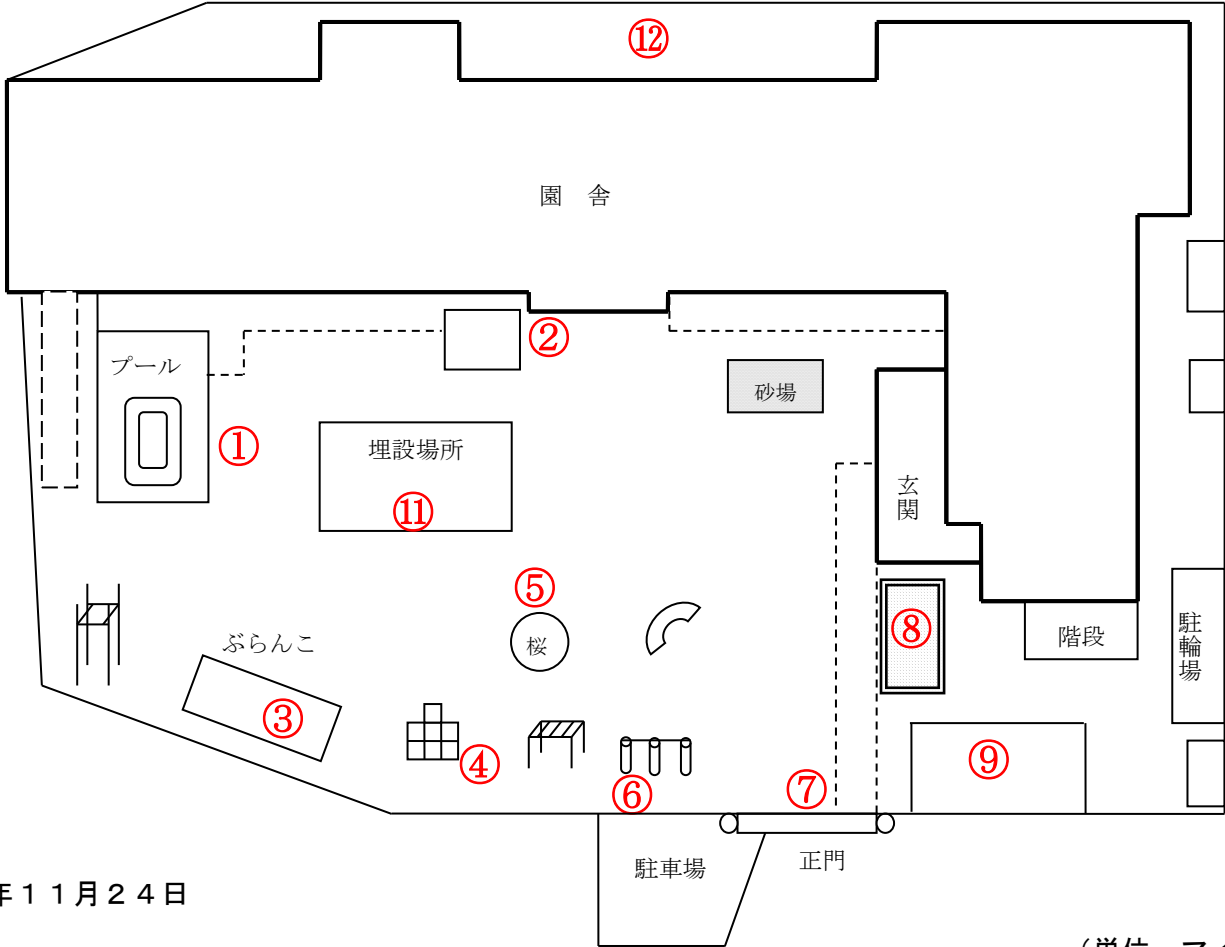 ⑫
園　舎
②
プール
砂場
①
埋設場所
⑪
玄関
⑤
桜
⑧
ぶらんこ
階段
駐輪場
③
④
⑨
⑥
⑦
駐車場
正門
年１１月２４日
（単位